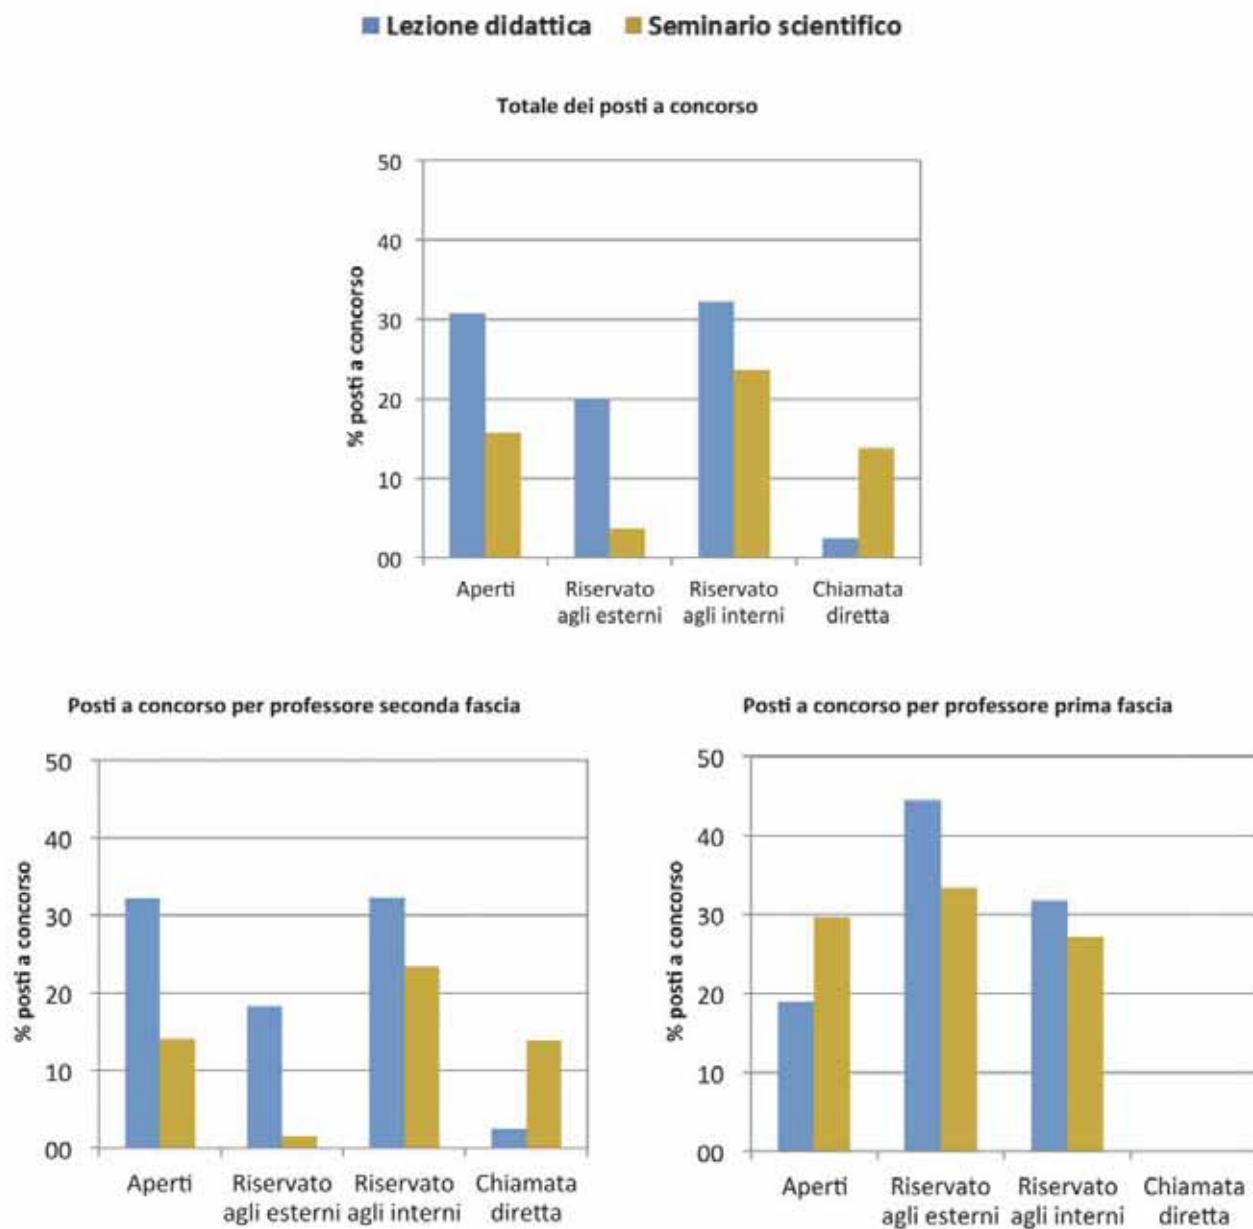 Lezione didattica Seminario scientifico
Totale dei posti a concorso
% posti a concorso
50
40
30
20
10
00
Aperti Riservato agli esterni Riservato agli interni Chiamata diretta
Posti a concorso per professore seconda fascia
% posti a concorso
50
40
30
20
10
00
Aperti Riservato agli esterni Riservato agli interni Chiamata diretta
Posti a concorso per professore prima fascia
% posti a concorso
50
40
30
20
10
00
Aperti Riservato agli esterni Riservato agli interni Chiamata diretta